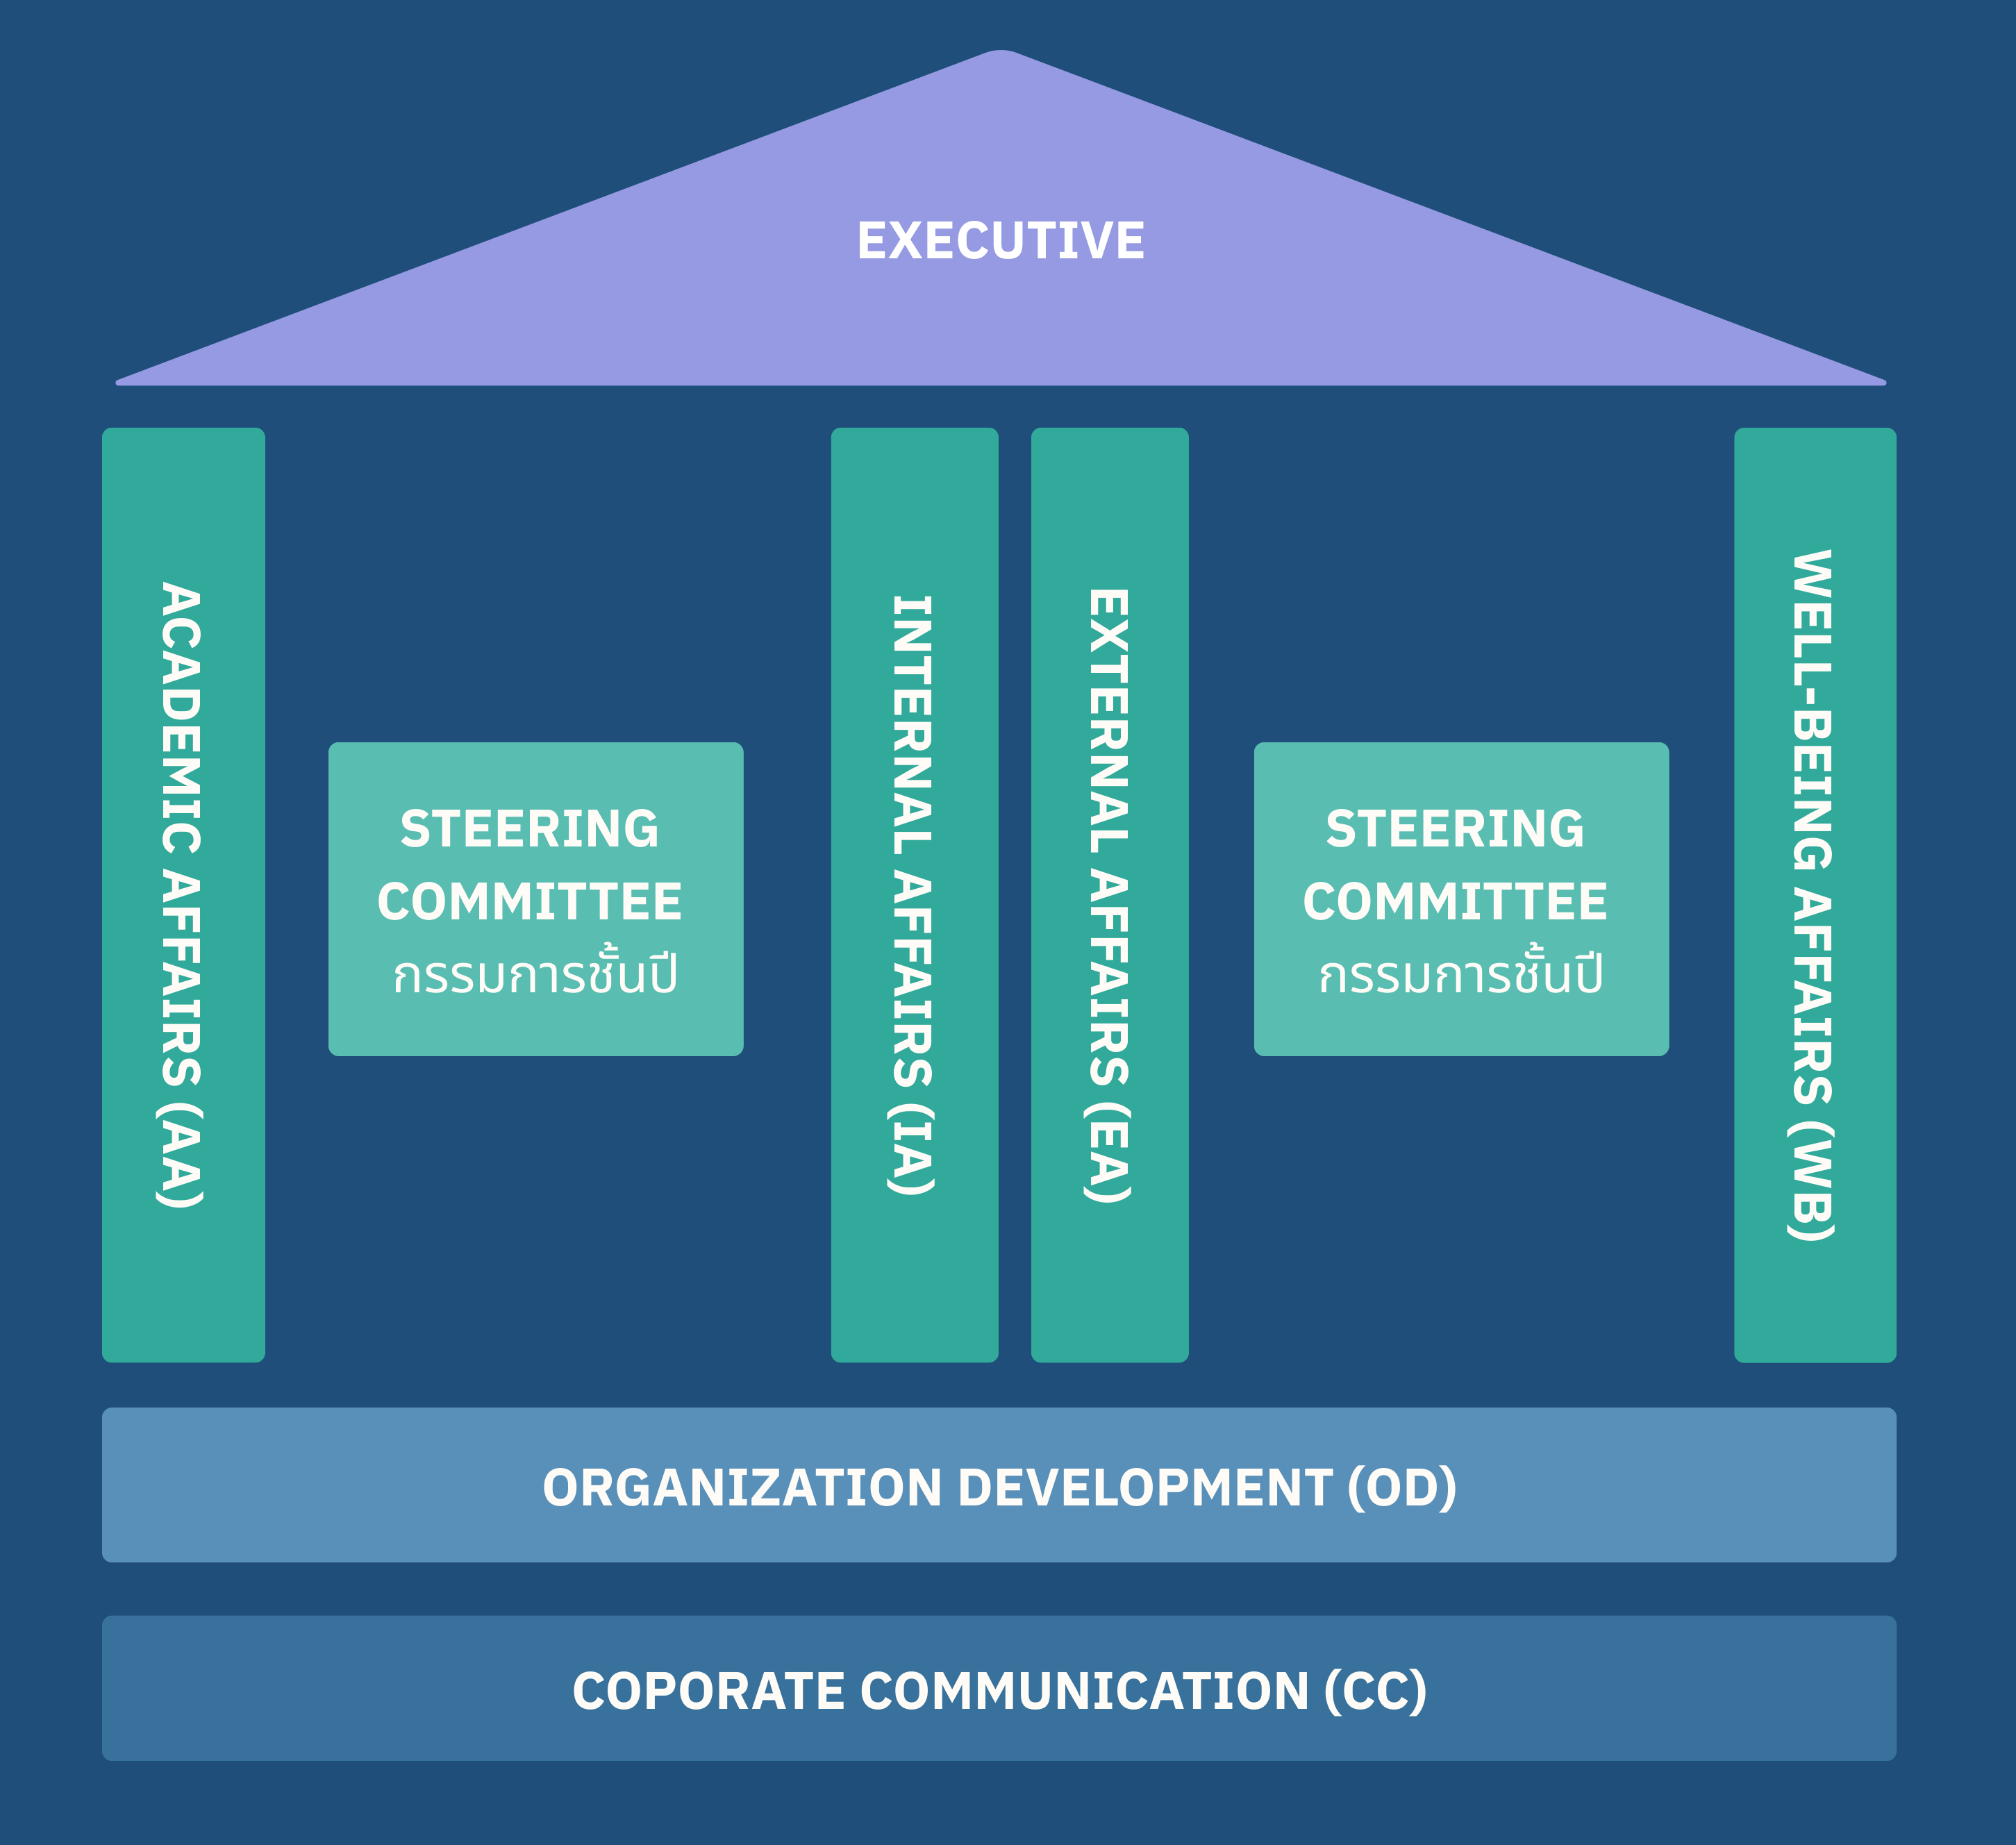 EXECUTIVE
ACADEMIC AFFAIRS (AA)
STEERING
COMMITTEE
กรรมการชั้นปี
INTERNAL AFFAIRS (IA)
EXTERNAL AFFAIRS (EA)
STEERING
COMMITTEE
กรรมการชั้นปี
WELL-BEING AFFAIRS (WB)
ORGANIZATION DEVELOPMENT (OD)
COPORATE COMMUNICATION (CC)